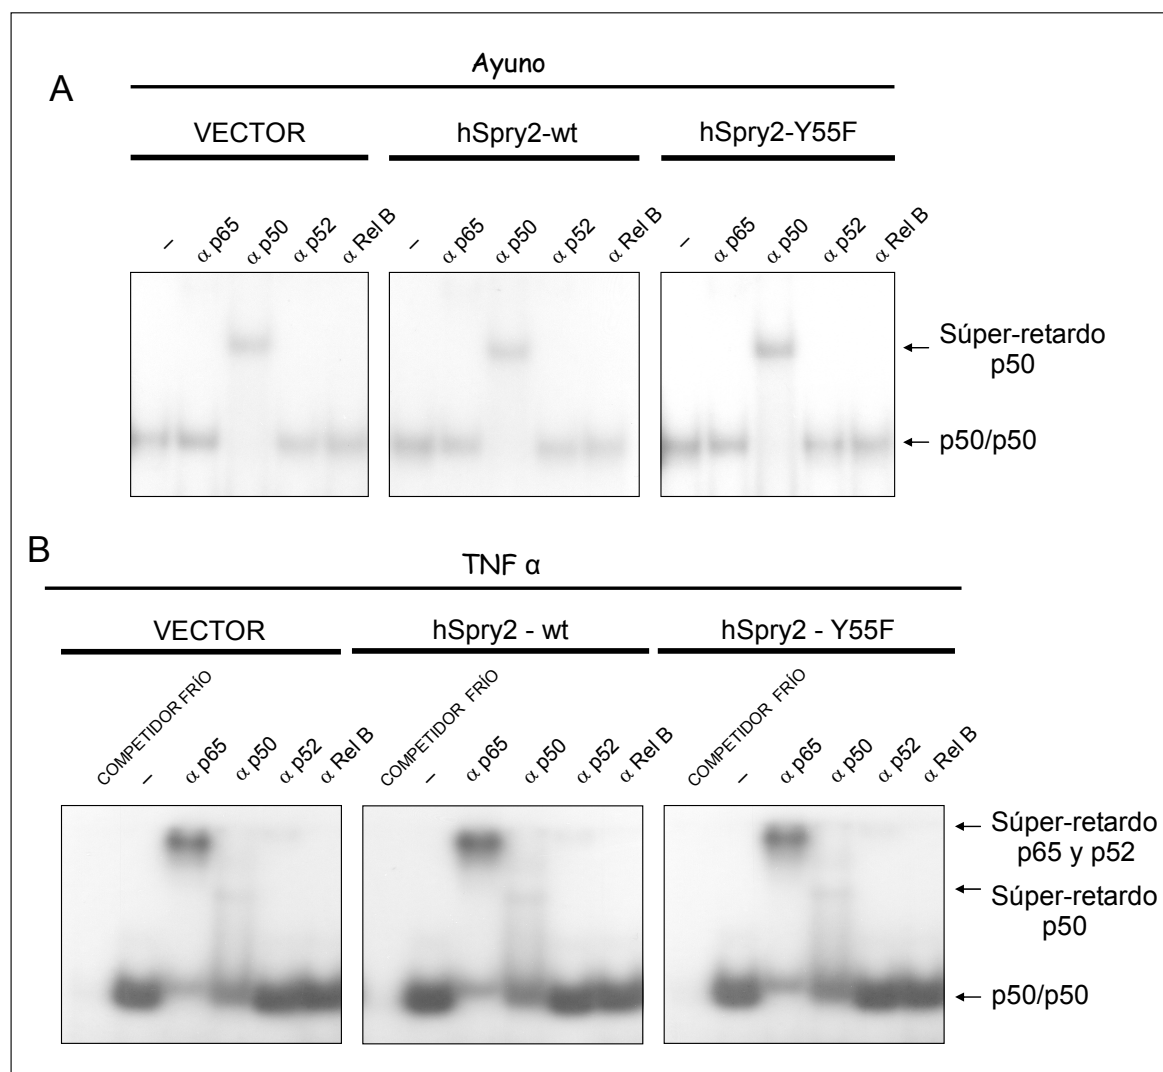 A
Ayuno
VECTOR
hSpry2-wt
hSpry2-Y55F
– α p65 α p50 α p52 α Rel B
– α p65 α p50 α p52 α Rel B
– α p65 α p50 α p52 α Rel B
Súper-retardo
p50
p50/p50
B
TNF α
VECTOR
hSpry2 - wt
hSpry2 - Y55F
COMPETIDOR FRÍO – α p65 α p50 α p52 α Rel B
COMPETIDOR FRÍO – α p65 α p50 α p52 α Rel B
COMPETIDOR FRÍO – α p65 α p50 α p52 α Rel B
Súper-retardo
p65 y p52
Súper-retardo
p50
p50/p50